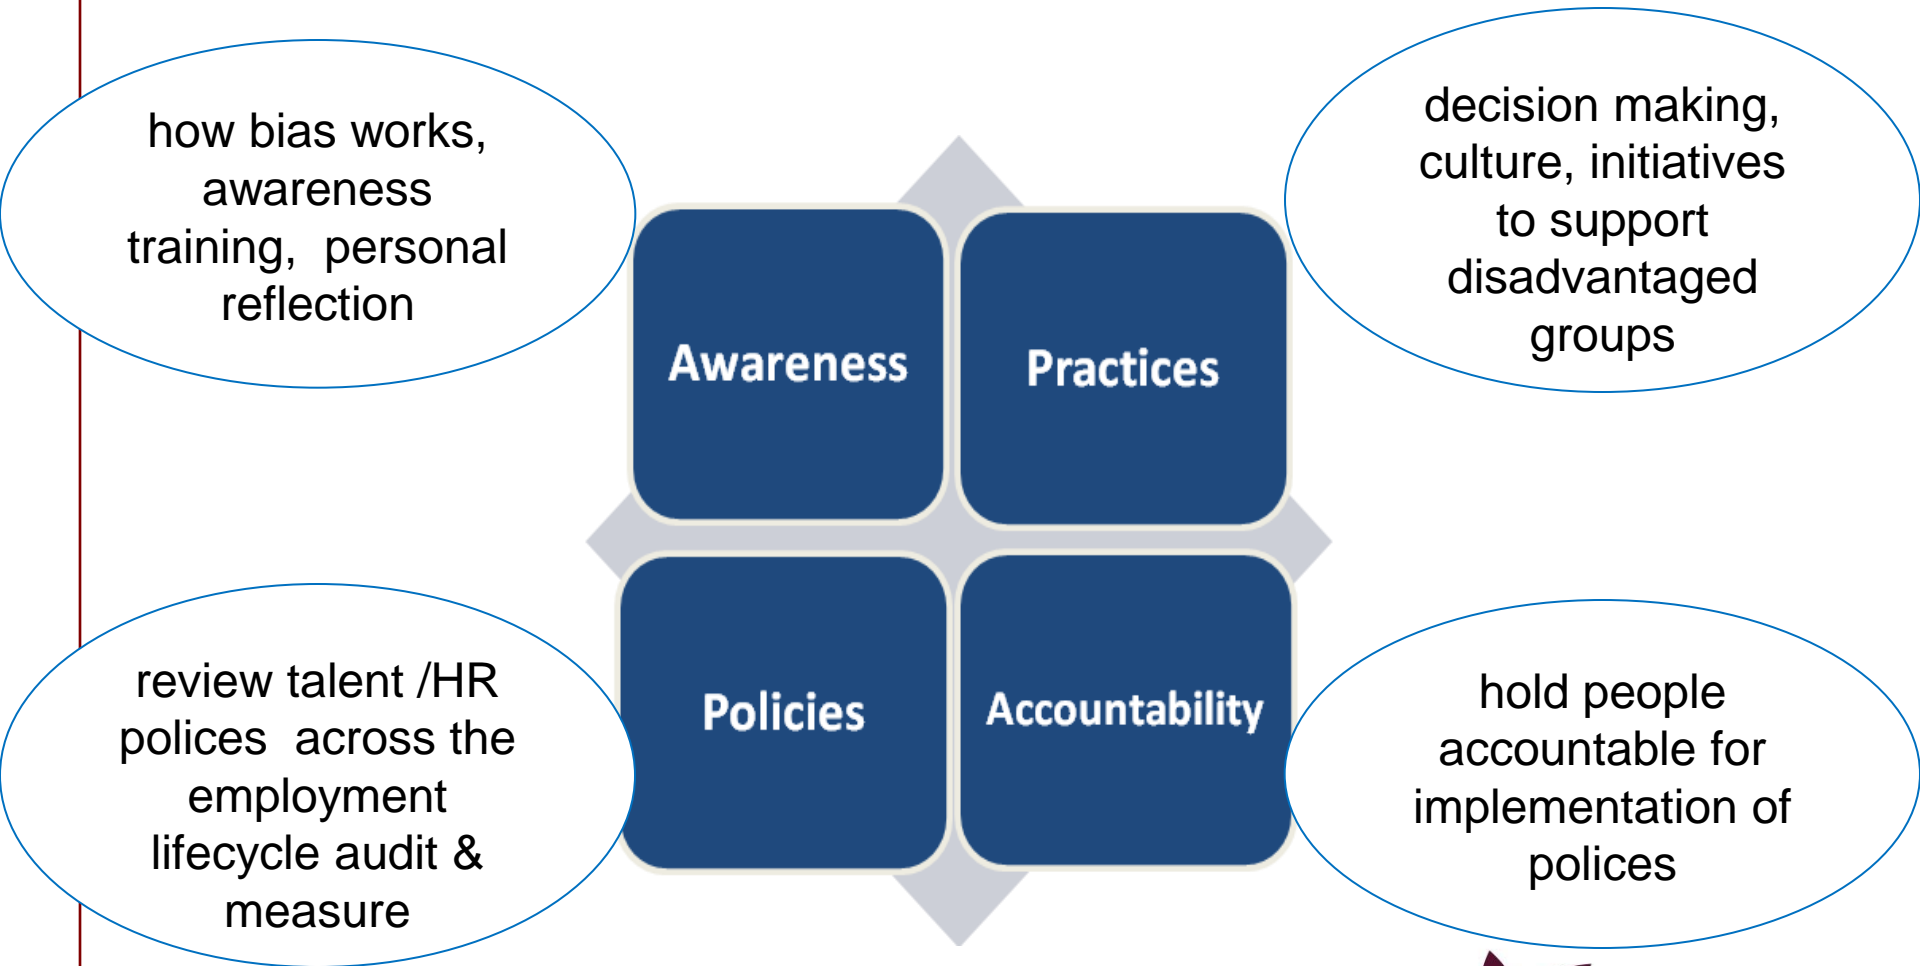 how bias works,
awareness
training,  personal
reflection
decision making,
culture, initiatives
to support
disadvantaged
groups
Awareness
Practices
Policies
Accountability
review talent /HR
polices  across the
employment
lifecycle audit &
measure
hold people
accountable for
implementation of
polices